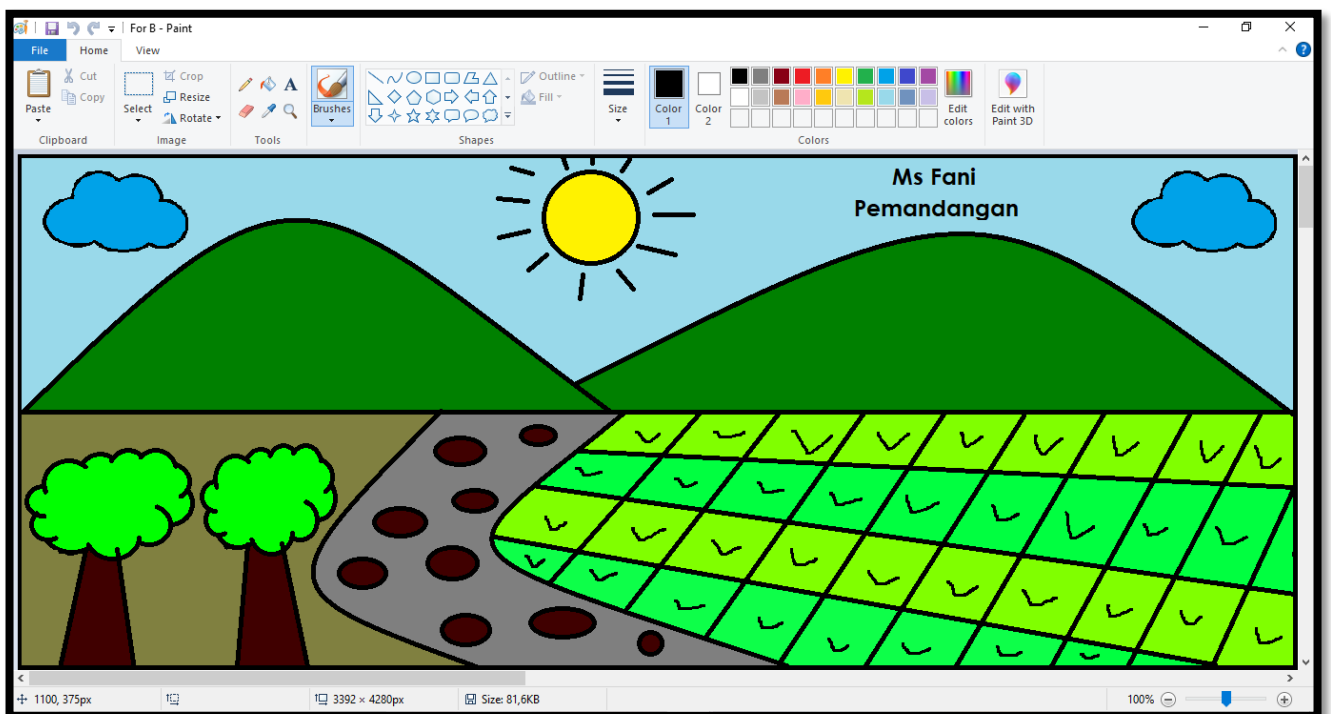 For B - Paint
File Home View
Paste
Cut
Copy
Clipboard
Select
Crop
Resize
Rotate
Image
A
Tools
Brushes
Outline
Fill
Shapes
Size
Color 1
Color 2
Edit colors
Colors
Edit with Paint 3D
Ms Fani
Pemandangan
1100, 375px 3392 × 4280px Size: 81,6KB 100%